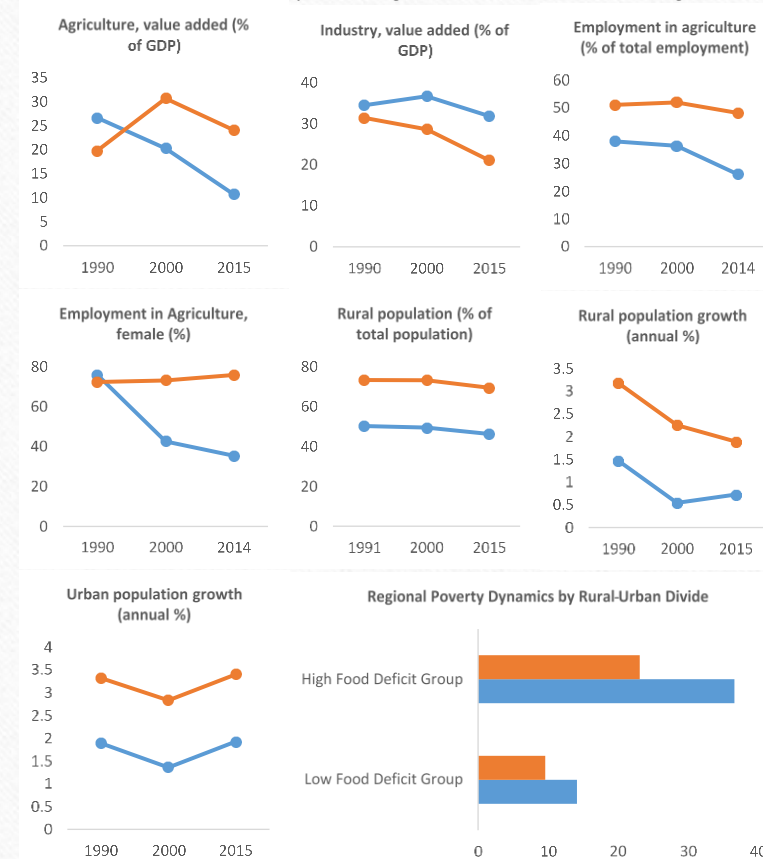 Agriculture, value added (%
of GDP)
35
30
25
20
15
10
5
0
1990 2000 2015
Industry, value added (% of
GDP)
40
30
20
10
0
1990 2000 2015
Employment in agriculture
(% of total employment)
60
50
40
30
20
10
0
1990 2000 2014
Employment in Agriculture,
female (%)
80
60
40
20
0
1990 2000 2014
Rural population (% of
total population)
80
60
40
20
0
1991 2000 2015
Rural population growth
(annual %)
3.5
3
2.5
2
1.5
1
0.5
0
1990 2000 2015
Urban population growth
(annual %)
4
3.5
3
2.5
2
1.5
1
0.5
0
1990 2000 2015
Regional Poverty Dynamics by Rural-Urban Divide
High Food Deficit Group
Low Food Deficit Group
0 10 20 30 40